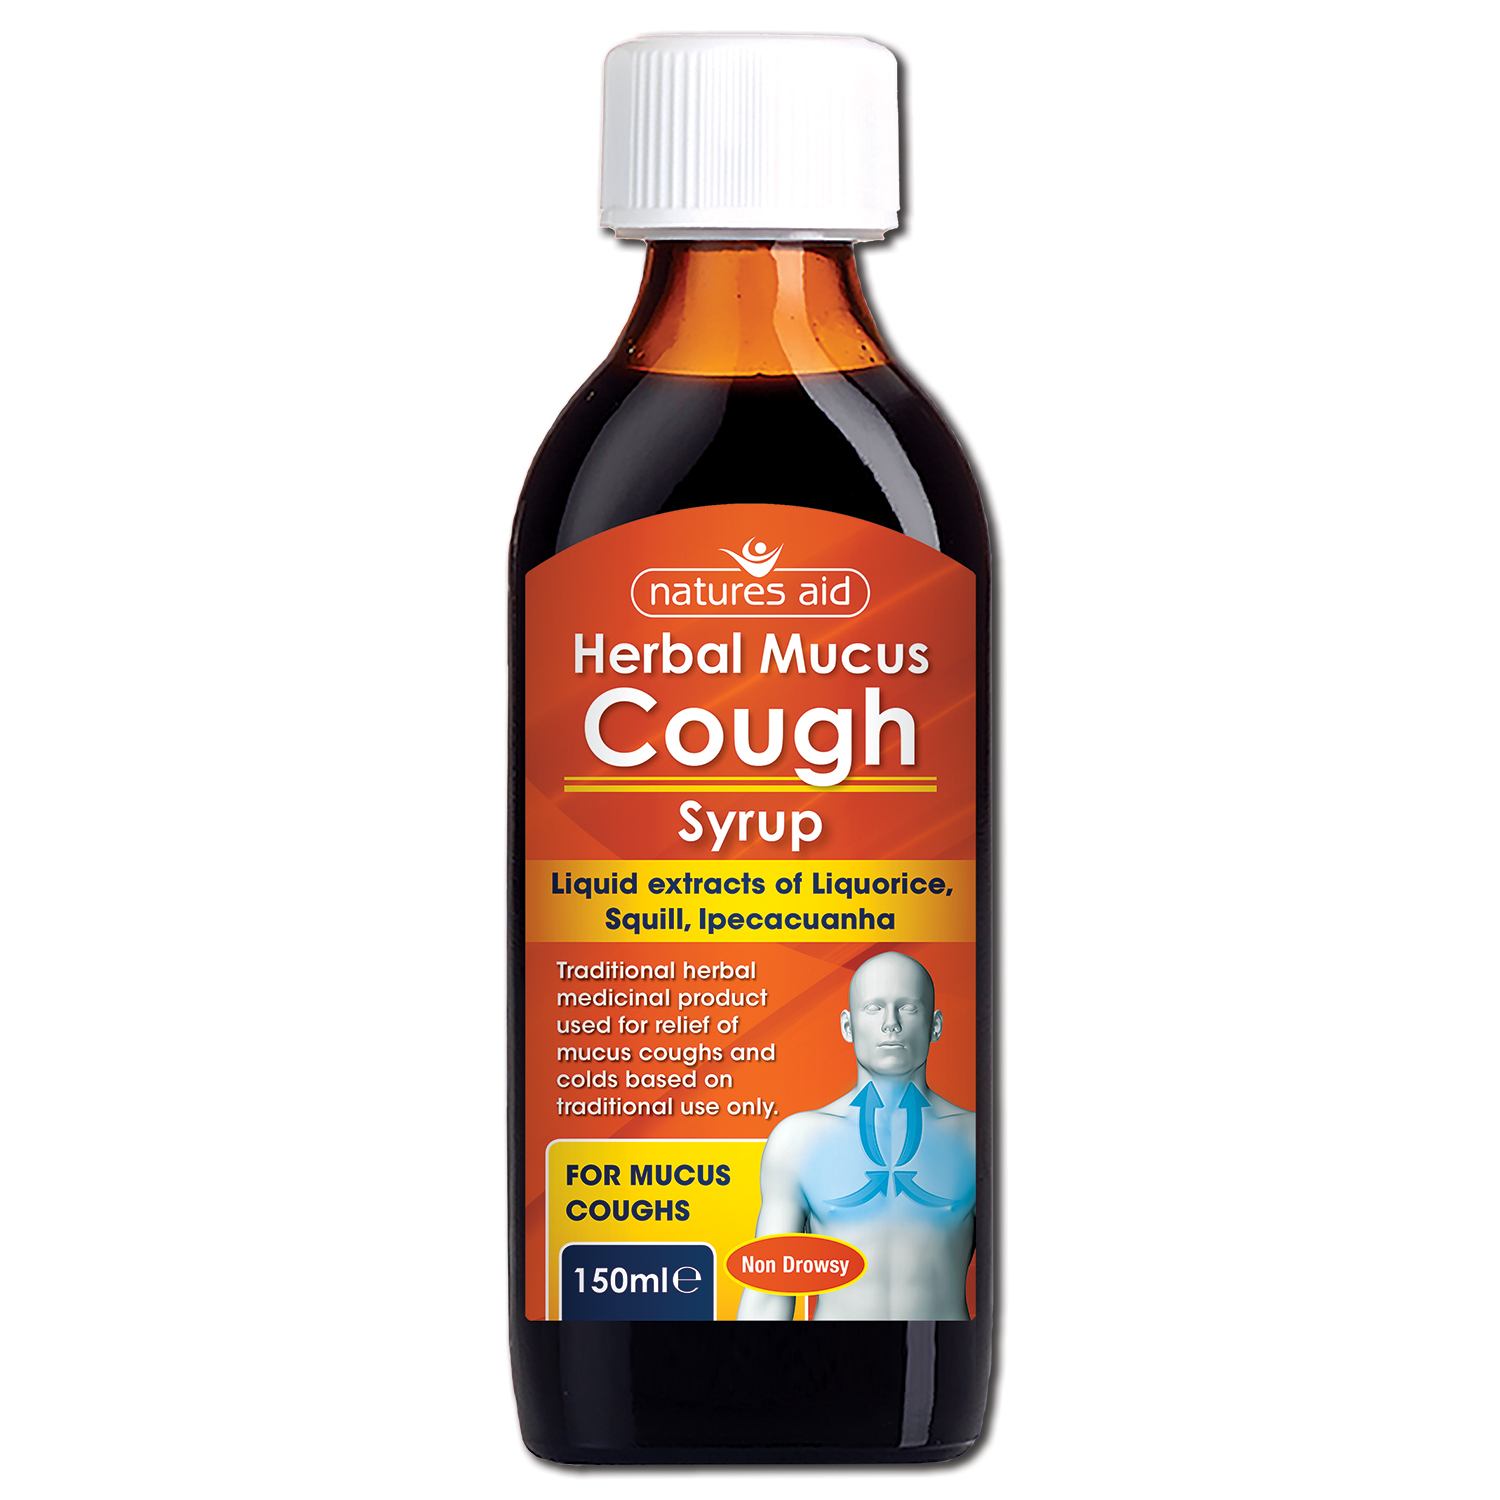 natures aid
Herbal Mucus
Cough
Syrup
Liquid extracts of Liquorice,
Squill, Ipecacuanha
Traditional herbal
medicinal product
used for relief of
mucus coughs and
colds based on
traditional use only.
FOR MUCUS
COUGHS
150ml℮
Non Drowsy